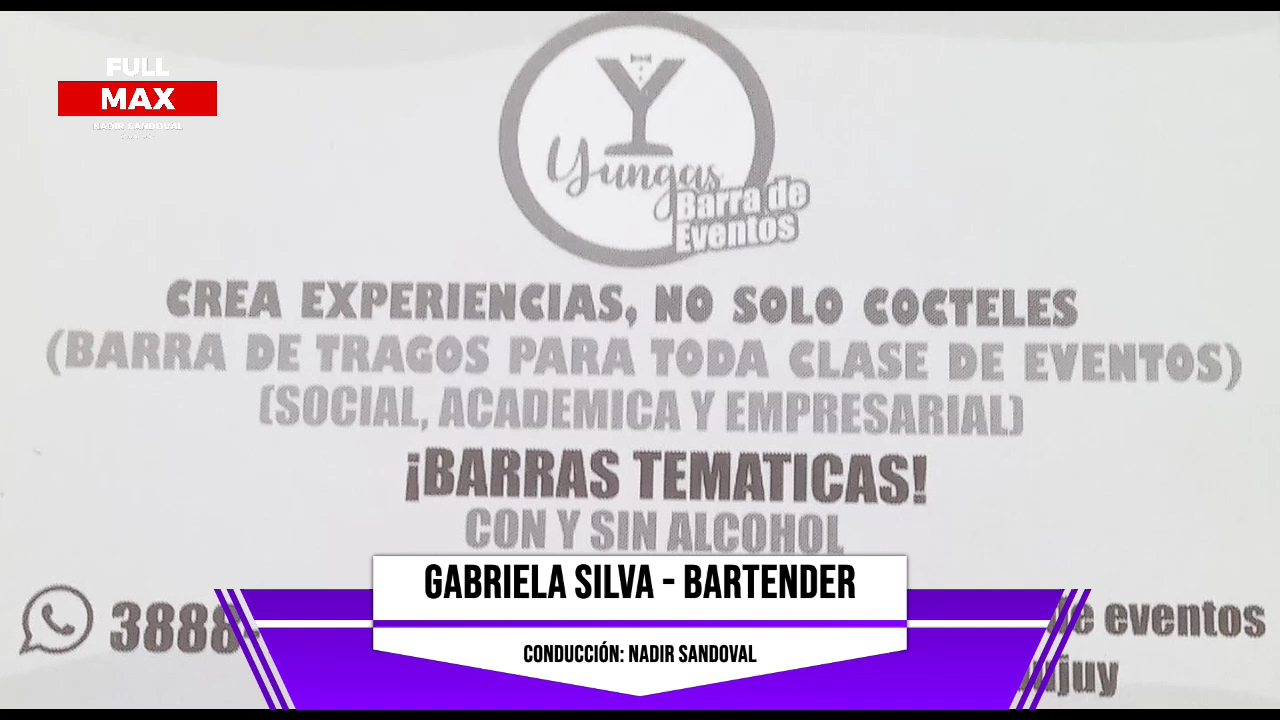 FULL
MAX
NADIR SANDOVAL
Y
Yungas
Barra de
Eventos
CREA EXPERIENCIAS, NO SOLO COCTELES
(BARRA DE TRAGOS PARA TODA CLASE DE EVENTOS)
(SOCIAL, ACADEMICA Y EMPRESARIAL)
¡BARRAS TEMATICAS!
CON Y SIN ALCOHOL
3888-
de eventos
GABRIELA SILVA - BARTENDER
CONDUCCIÓN: NADIR SANDOVAL